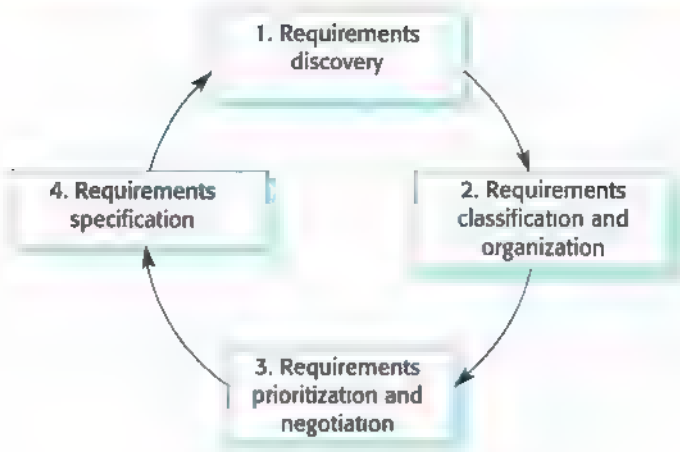 1. Requirements
discovery
2. Requirements
classification and
organization
3. Requirements
prioritization and
negotiation
4. Requirements
specification